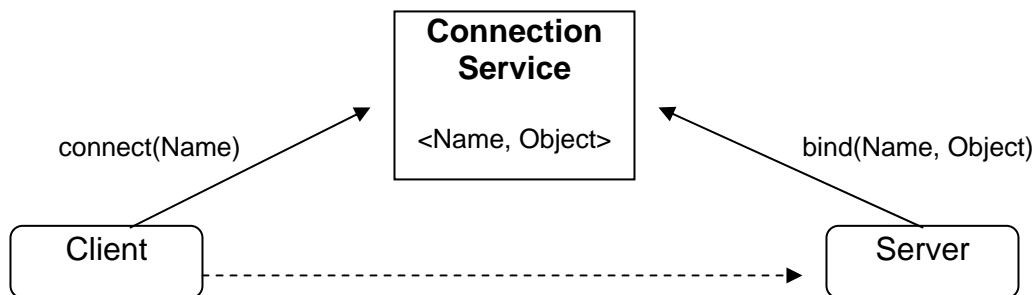 Connection
Service
<Name, Object>
connect(Name)
bind(Name, Object)
Client
Server